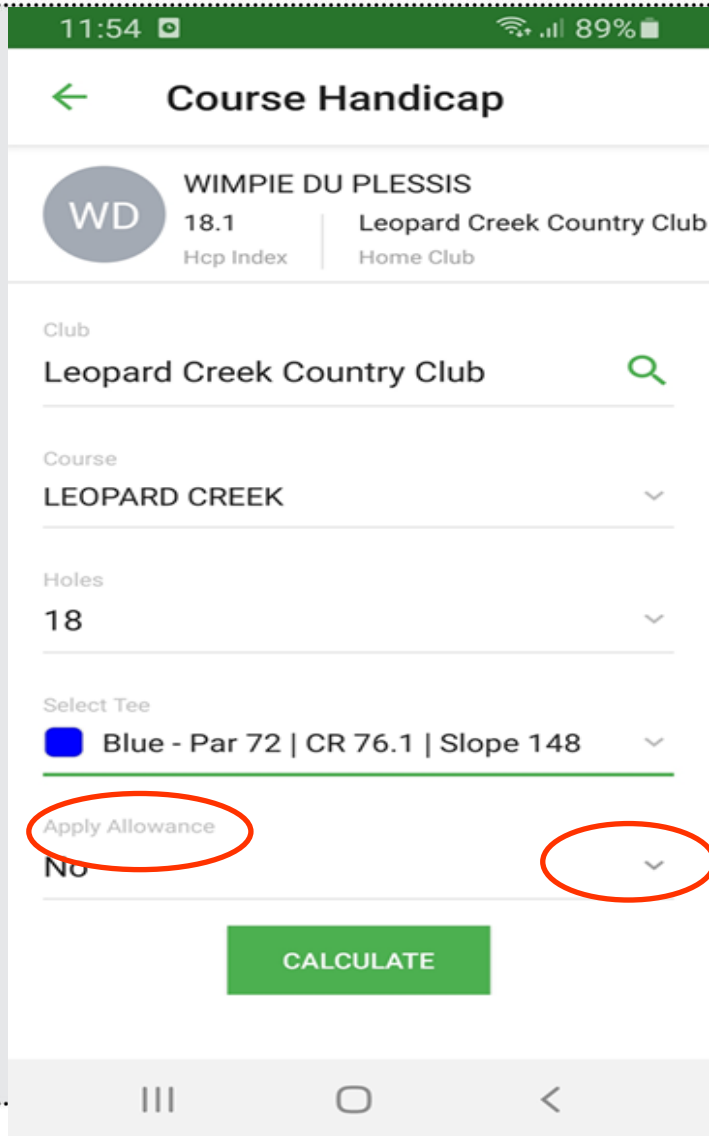 11:54 89%
Course Handicap
WD
WIMPIE DU PLESSIS
18.1 Leopard Creek Country Club
Hcp Index Home Club
Club
Leopard Creek Country Club
Course
LEOPARD CREEK
Holes
18
Select Tee
Blue - Par 72 | CR 76.1 | Slope 148
Apply Allowance
No
CALCULATE